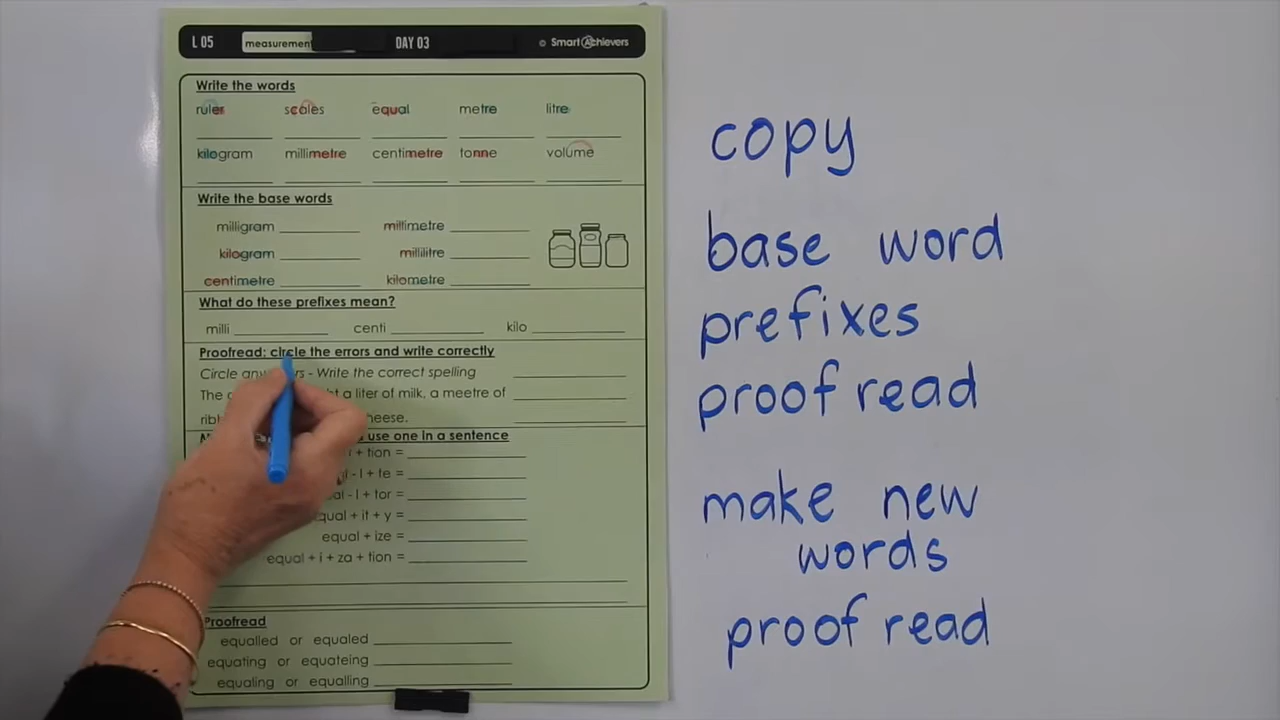 L 05 measurement DAY 03 © Smart Achievers
Write the words
ruler scales equal metre litre
kilogram millimetre centimetre tonne volume
Write the base words
milligram millimetre
kilogram millilitre
centimetre kilometre
What do these prefixes mean?
milli centi kilo
Proofread: circle the errors and write correctly
Circle any - Write the correct spelling
The a liter of milk, a meetre of
use one in a sentence
+ tion =
- l + te =
- l + tor =
+ it + y =
equal + ize =
equal + i + za + tion =
Proofread
equalled or equaled
equating or equateing
equaling or equalling
copy
base word
prefixes
proof read
make new
words
proof read